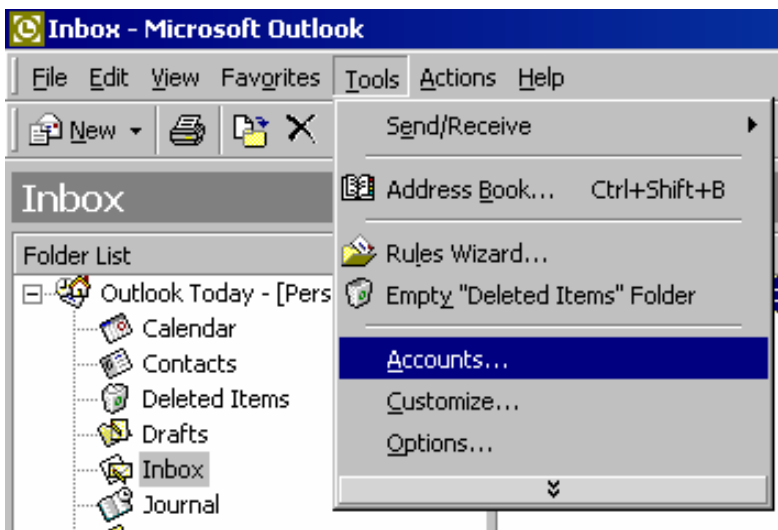 Inbox - Microsoft Outlook
File Edit View Favorites Tools Actions Help
New
Send/Receive
Address Book... Ctrl+Shift+B
Rules Wizard...
Empty "Deleted Items" Folder
Accounts...
Customize...
Options...
Inbox
Folder List
Outlook Today - [Pers
Calendar
Contacts
Deleted Items
Drafts
Inbox
Journal